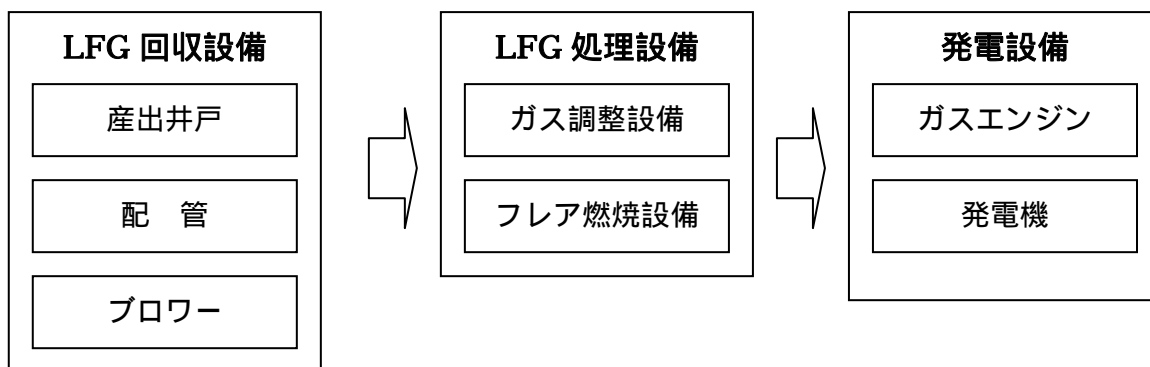 LFG 回収設備
産出井戸
配　管
ブロワー
LFG 処理設備
ガス調整設備
フレア燃焼設備
発電設備
ガスエンジン
発電機